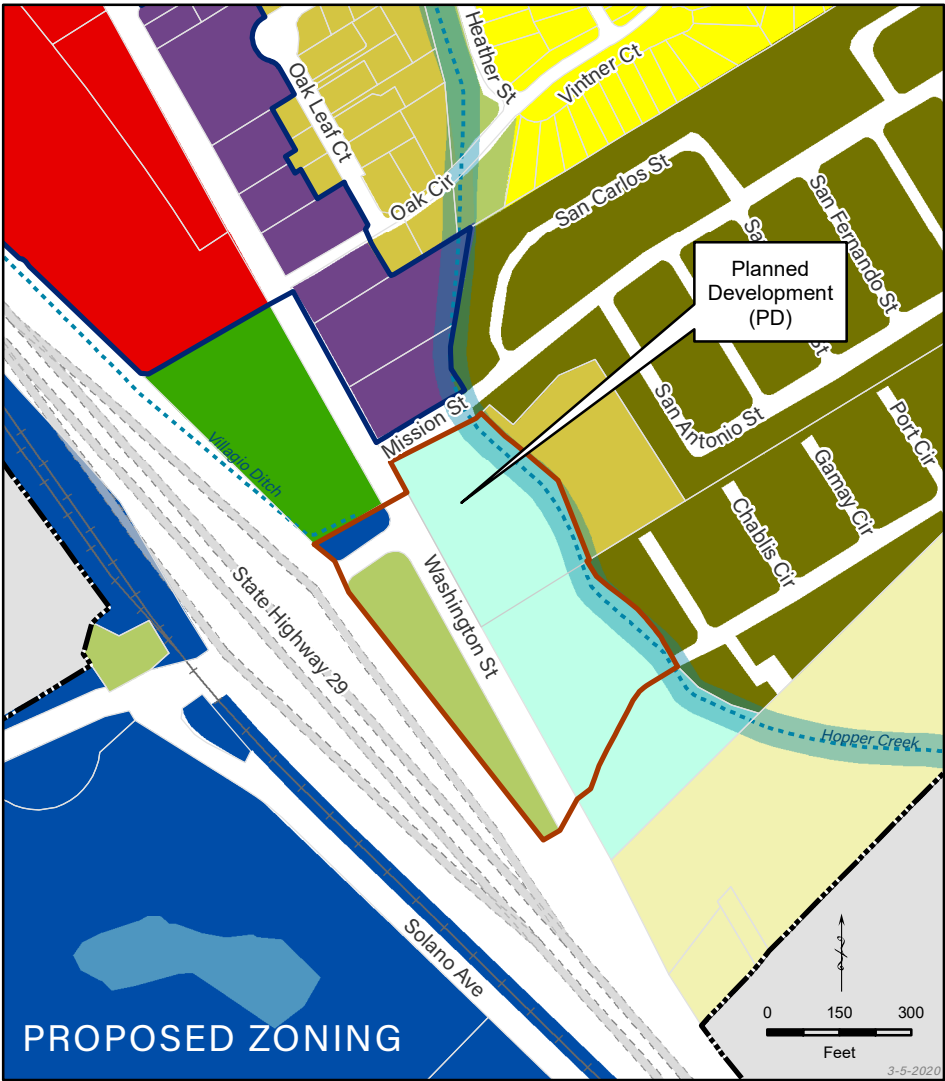 Heather St
Vintner Ct
Oak Leaf Ct
Oak Cir
San Carlos St
San Fernando St
Planned
Development
(PD)
San Antonio St
Mission St
Port Cir
Gamay Cir
Chablis Cir
Villagio Ditch
Washington St
State Highway 29
Hopper Creek
Solano Ave
PROPOSED ZONING
0 150 300
Feet
3-5-2020